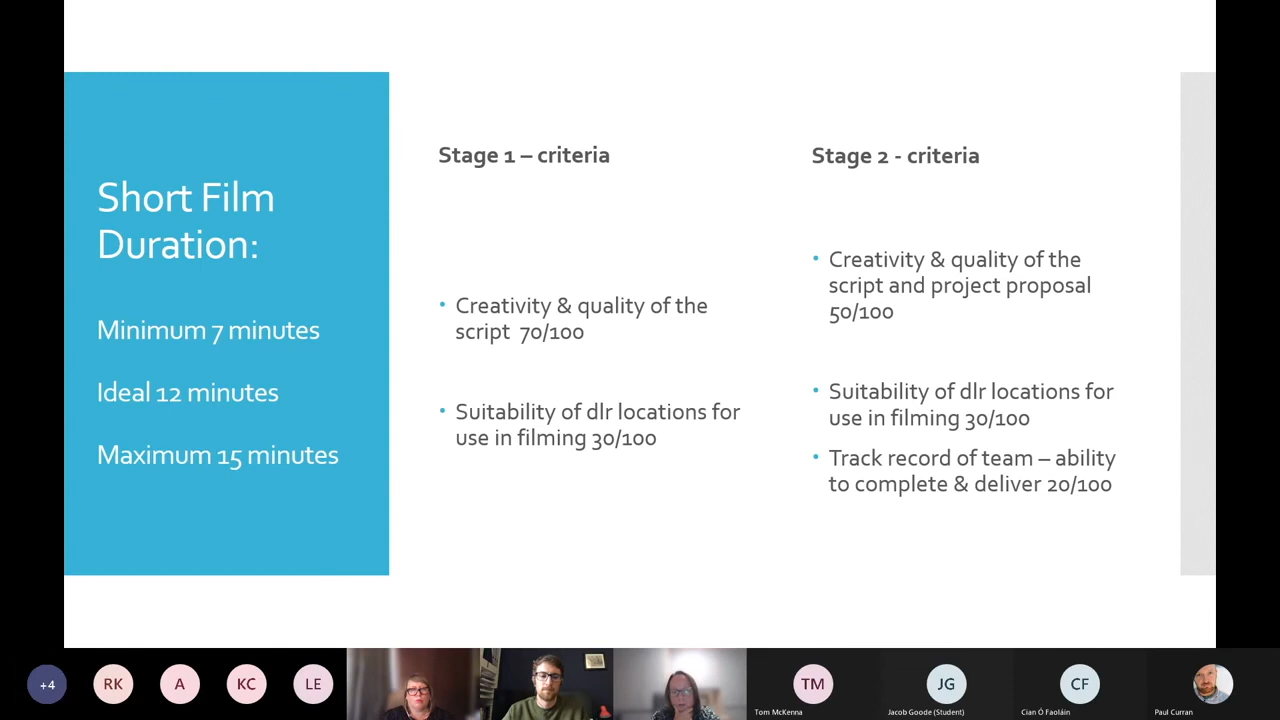 Short Film
Duration:
Minimum 7 minutes
Ideal 12 minutes
Maximum 15 minutes
Stage 1 – criteria
• Creativity & quality of the
script 70/100
• Suitability of dlr locations for
use in filming 30/100
Stage 2 - criteria
• Creativity & quality of the
script and project proposal
50/100
• Suitability of dlr locations for
use in filming 30/100
• Track record of team – ability
to complete & deliver 20/100
+4
RK
A
KC
LE
TM
Tom McKenna
JG
Jacob Goode (Student)
CF
Cian Ó Faoláin
Paul Curran